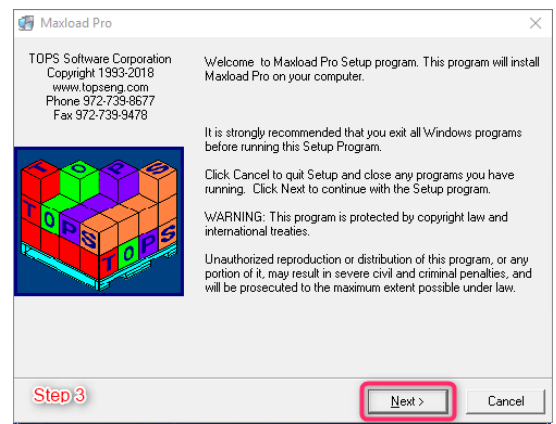 Maxload Pro
TOPS Software Corporation
Copyright 1993-2018
www.topseng.com
Phone 972-739-8677
Fax 972-739-9478
TOPS
TOPS
TOPS
Welcome  to Maxload Pro Setup program. This program will install
Maxload Pro on your computer.
It is strongly recommended that you exit all Windows programs
before running this Setup Program.
Click Cancel to quit Setup and close any programs you have
running.  Click Next to continue with the Setup program.
WARNING: This program is protected by copyright law and
international treaties.
Unauthorized reproduction or distribution of this program, or any
portion of it, may result in severe civil and criminal penalties, and
will be prosecuted to the maximum extent possible under law.
Step 3
Next >
Cancel